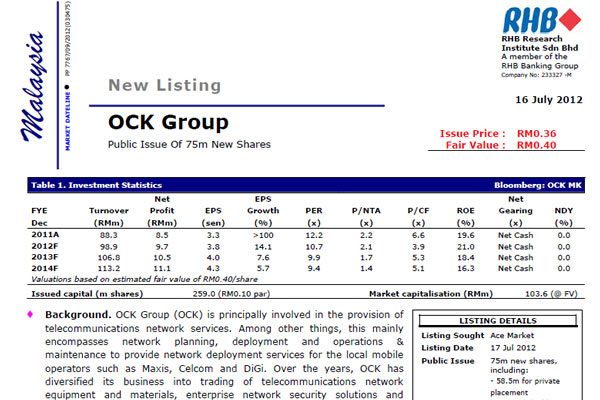 Malaysia
MARKET DATELINE ● PP 7767/09/2012(030475)
RHB
RHB Research
Institute Sdn Bhd
A member of the
RHB Banking Group
Company No: 233327 -M
New Listing
16 July 2012
OCK Group
Public Issue Of 75m New Shares
Issue Price : RM0.36
Fair Value : RM0.40
Table 1. Investment Statistics Bloomberg: OCK MK
Net EPS Net
FYE Turnover Profit EPS Growth PER P/NTA P/CF ROE Gearing NDY
Dec (RMm) (RMm) (sen) (%) (x) (x) (x) (%) (x) (%)
2011A 88.3 8.5 3.3 >100 12.2 2.2 6.6 19.6 Net Cash 0.0
2012F 98.9 9.7 3.8 14.1 10.7 2.1 3.9 21.0 Net Cash 0.0
2013F 106.8 10.5 4.0 7.6 9.9 1.7 5.3 18.4 Net Cash 0.0
2014F 113.2 11.1 4.3 5.7 9.4 1.4 5.1 16.3 Net Cash 0.0
Valuations based on estimated fair value of RM0.40/share
Issued capital (m shares) 259.0 (RM0.10 par) Market capitalisation (RMm) 103.6 (@ FV)
♦ Background. OCK Group (OCK) is principally involved in the provision of
telecommunications network services. Among other things, this mainly
encompasses network planning, deployment and operations &
maintenance to provide network deployment services for the local mobile
operators such as Maxis, Celcom and DiGi. Over the years, OCK has
diversified its business into trading of telecommunications network
equipment and materials, enterprise network security solutions and
LISTING DETAILS
Listing Sought Ace Market
Listing Date 17 Jul 2012
Public Issue 75m new shares,
including:
- 58.5m for private
placement